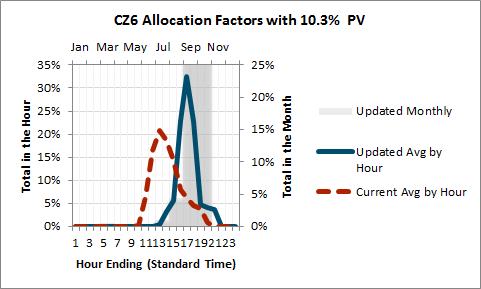 CZ6 Allocation Factors with 10.3% PV
Jan Mar May Jul Sep Nov
35%
30%
25%
20%
15%
10%
5%
0%
Total in the Hour
25%
20%
15%
10%
5%
0%
Total in the Month
1 3 5 7 9 11 13 15 17 19 21 23
Hour Ending (Standard Time)
Updated Monthly
Updated Avg by
Hour
Current Avg by Hour